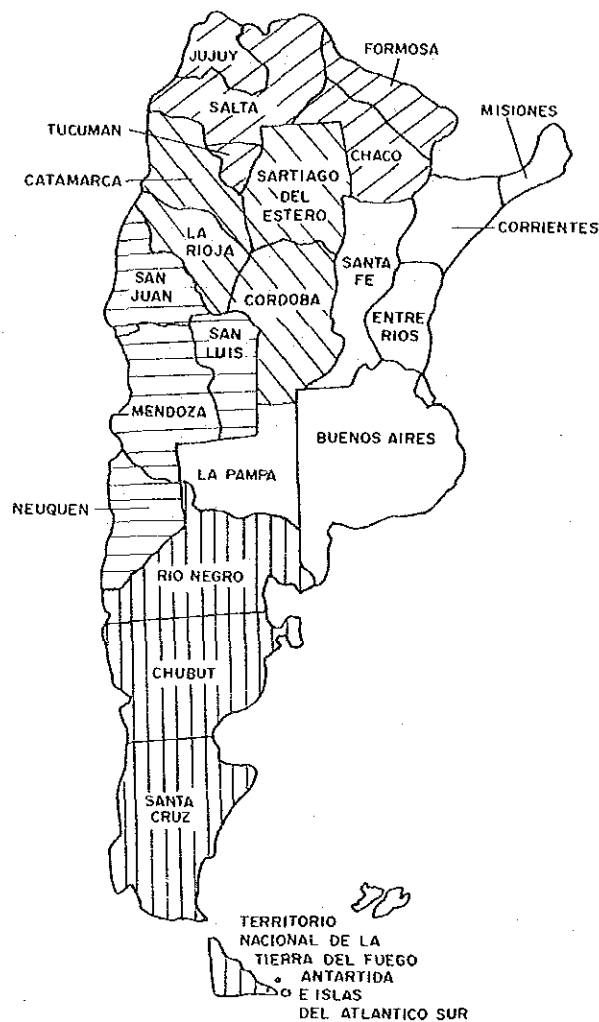 JUJUY
FORMOSA
SALTA
MISIONES
TUCUMAN
CHACO
CATAMARCA
SARTIAGO
DEL
ESTERO
CORRIENTES
LA
RIOJA
SANTA
FE
SAN
JUAN
CORDOBA
ENTRE
RIOS
SAN
LUIS
MENDOZA
BUENOS AIRES
LA PAMPA
NEUQUEN
RIO NEGRO
CHUBUT
SANTA
CRUZ
TERRITORIO
NACIONAL DE LA
TIERRA DEL FUEGO
ANTARTIDA
E ISLAS
DEL ATLANTICO SUR